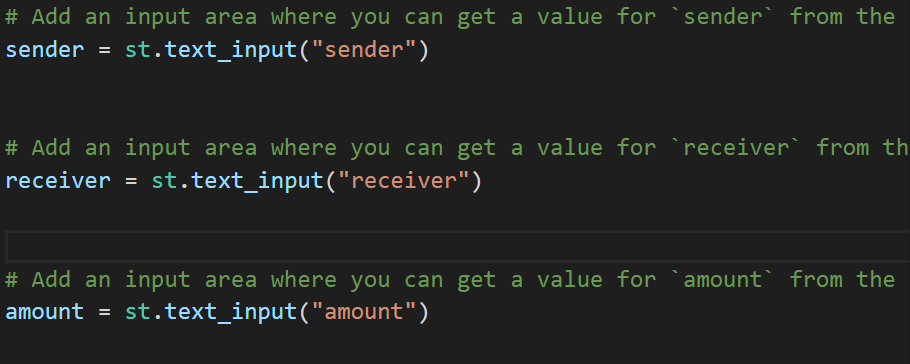 # Add an input area where you can get a value for `sender` from the
sender = st.text_input("sender")
# Add an input area where you can get a value for `receiver` from th
receiver = st.text_input("receiver")
# Add an input area where you can get a value for `amount` from the
amount = st.text_input("amount")